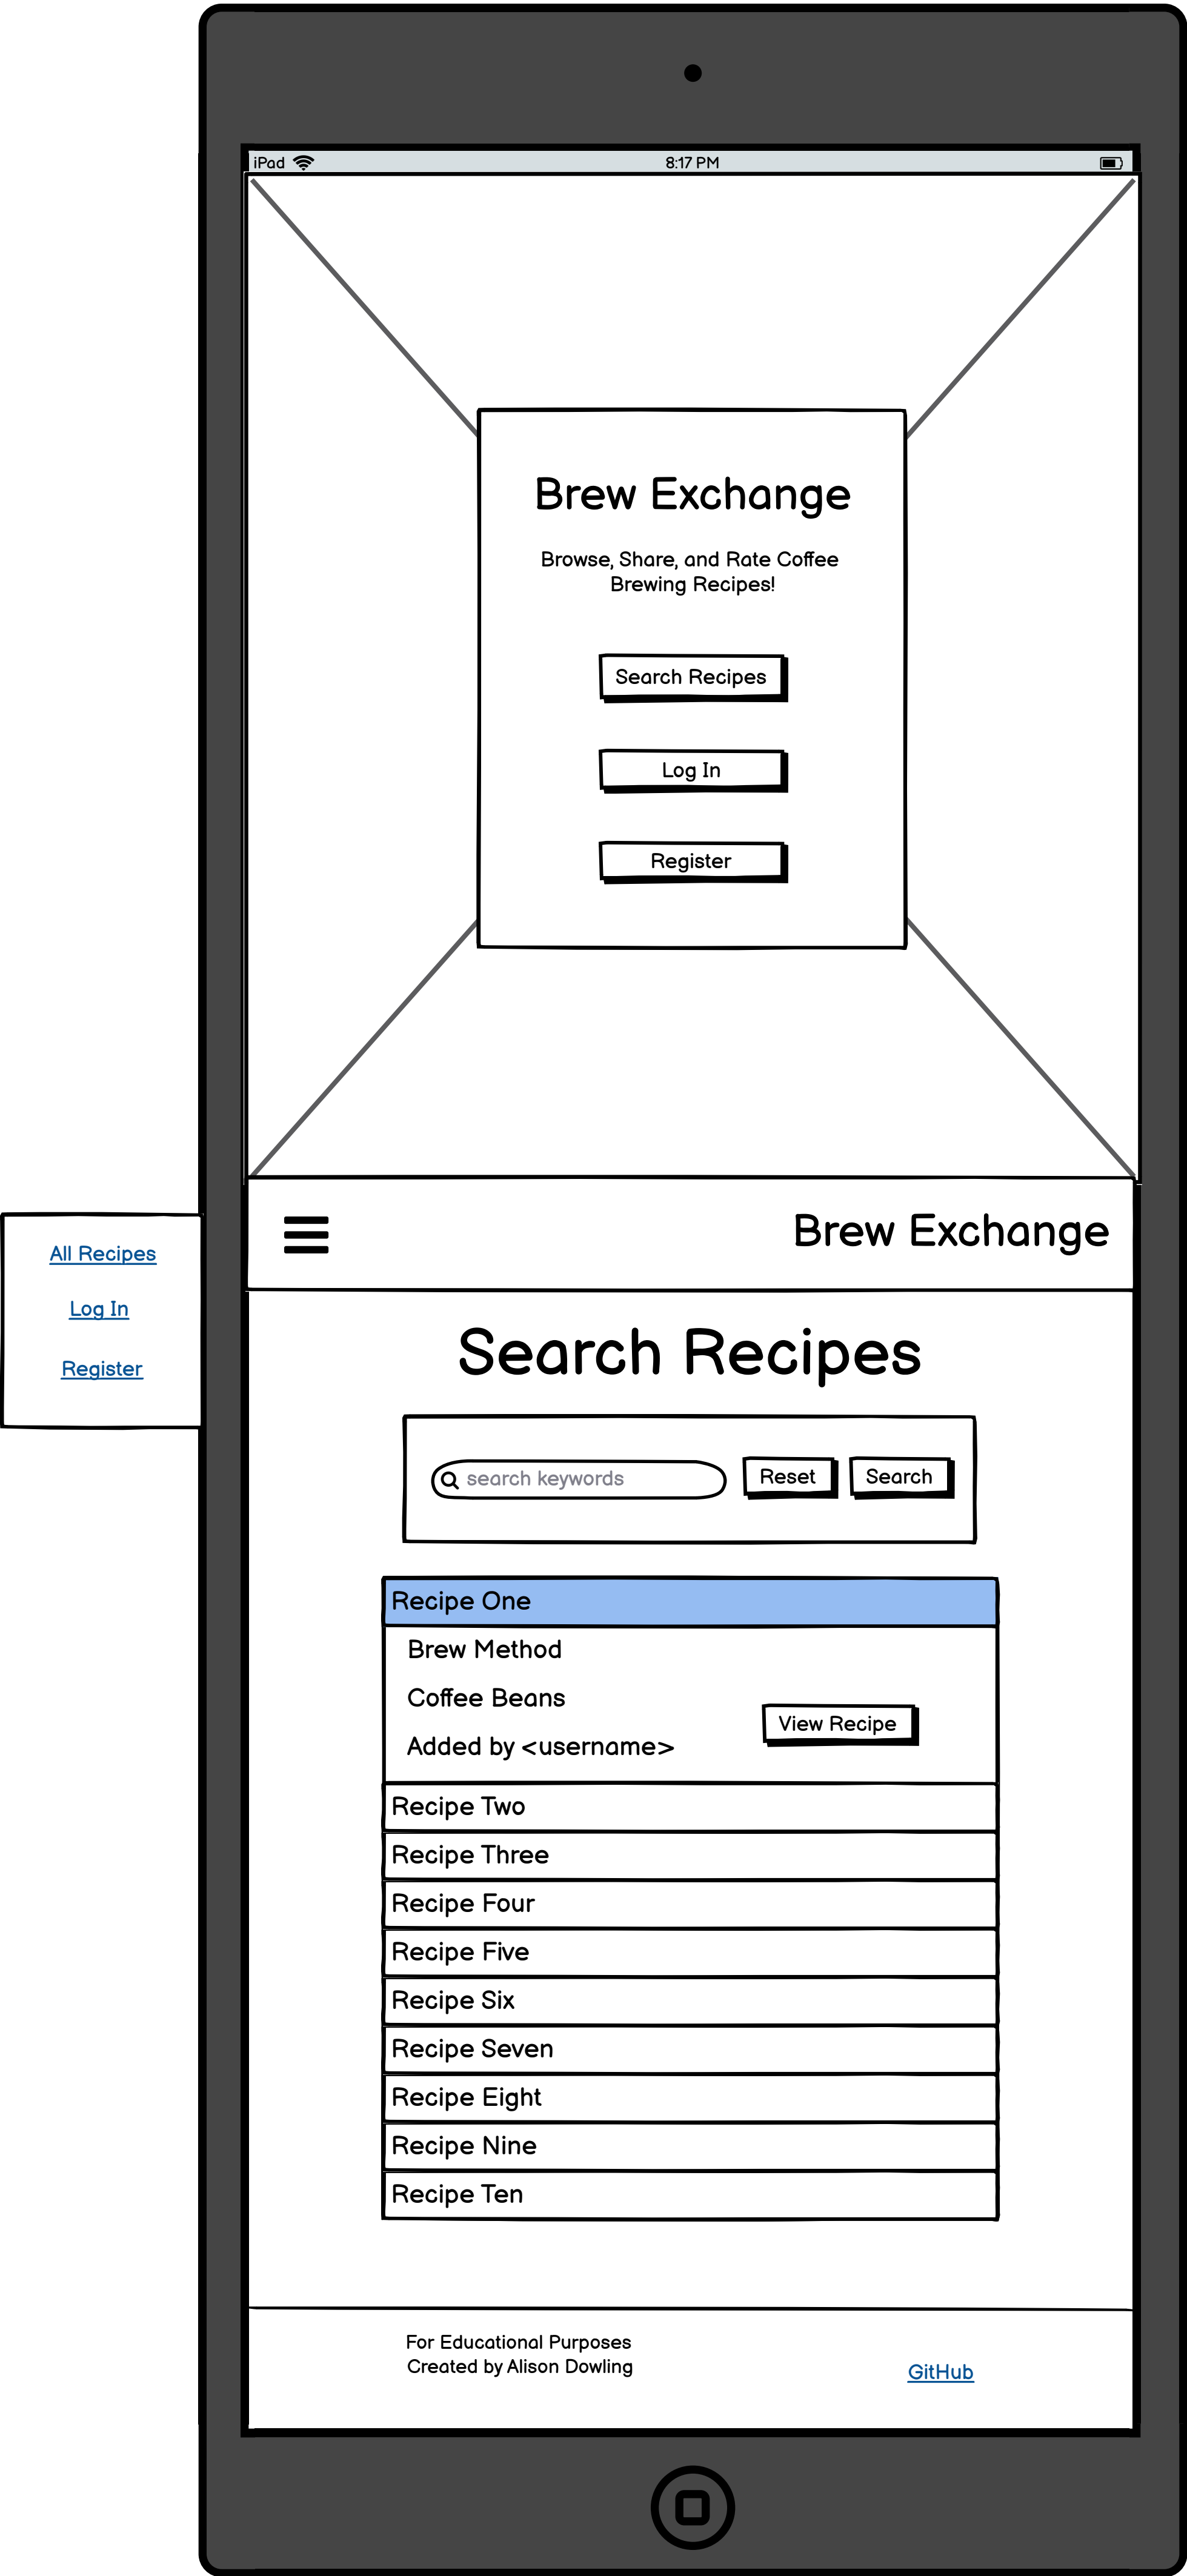 iPad
8:17 PM
Brew Exchange
Browse, Share, and Rate Coffee
Brewing Recipes!
Search Recipes
Log In
Register
Brew Exchange
All Recipes
Log In
Register
Search Recipes
search keywords
Reset
Search
Recipe One
Brew Method
Coffee Beans
Added by <username>
View Recipe
Recipe Two
Recipe Three
Recipe Four
Recipe Five
Recipe Six
Recipe Seven
Recipe Eight
Recipe Nine
Recipe Ten
For Educational Purposes
Created by Alison Dowling
GitHub